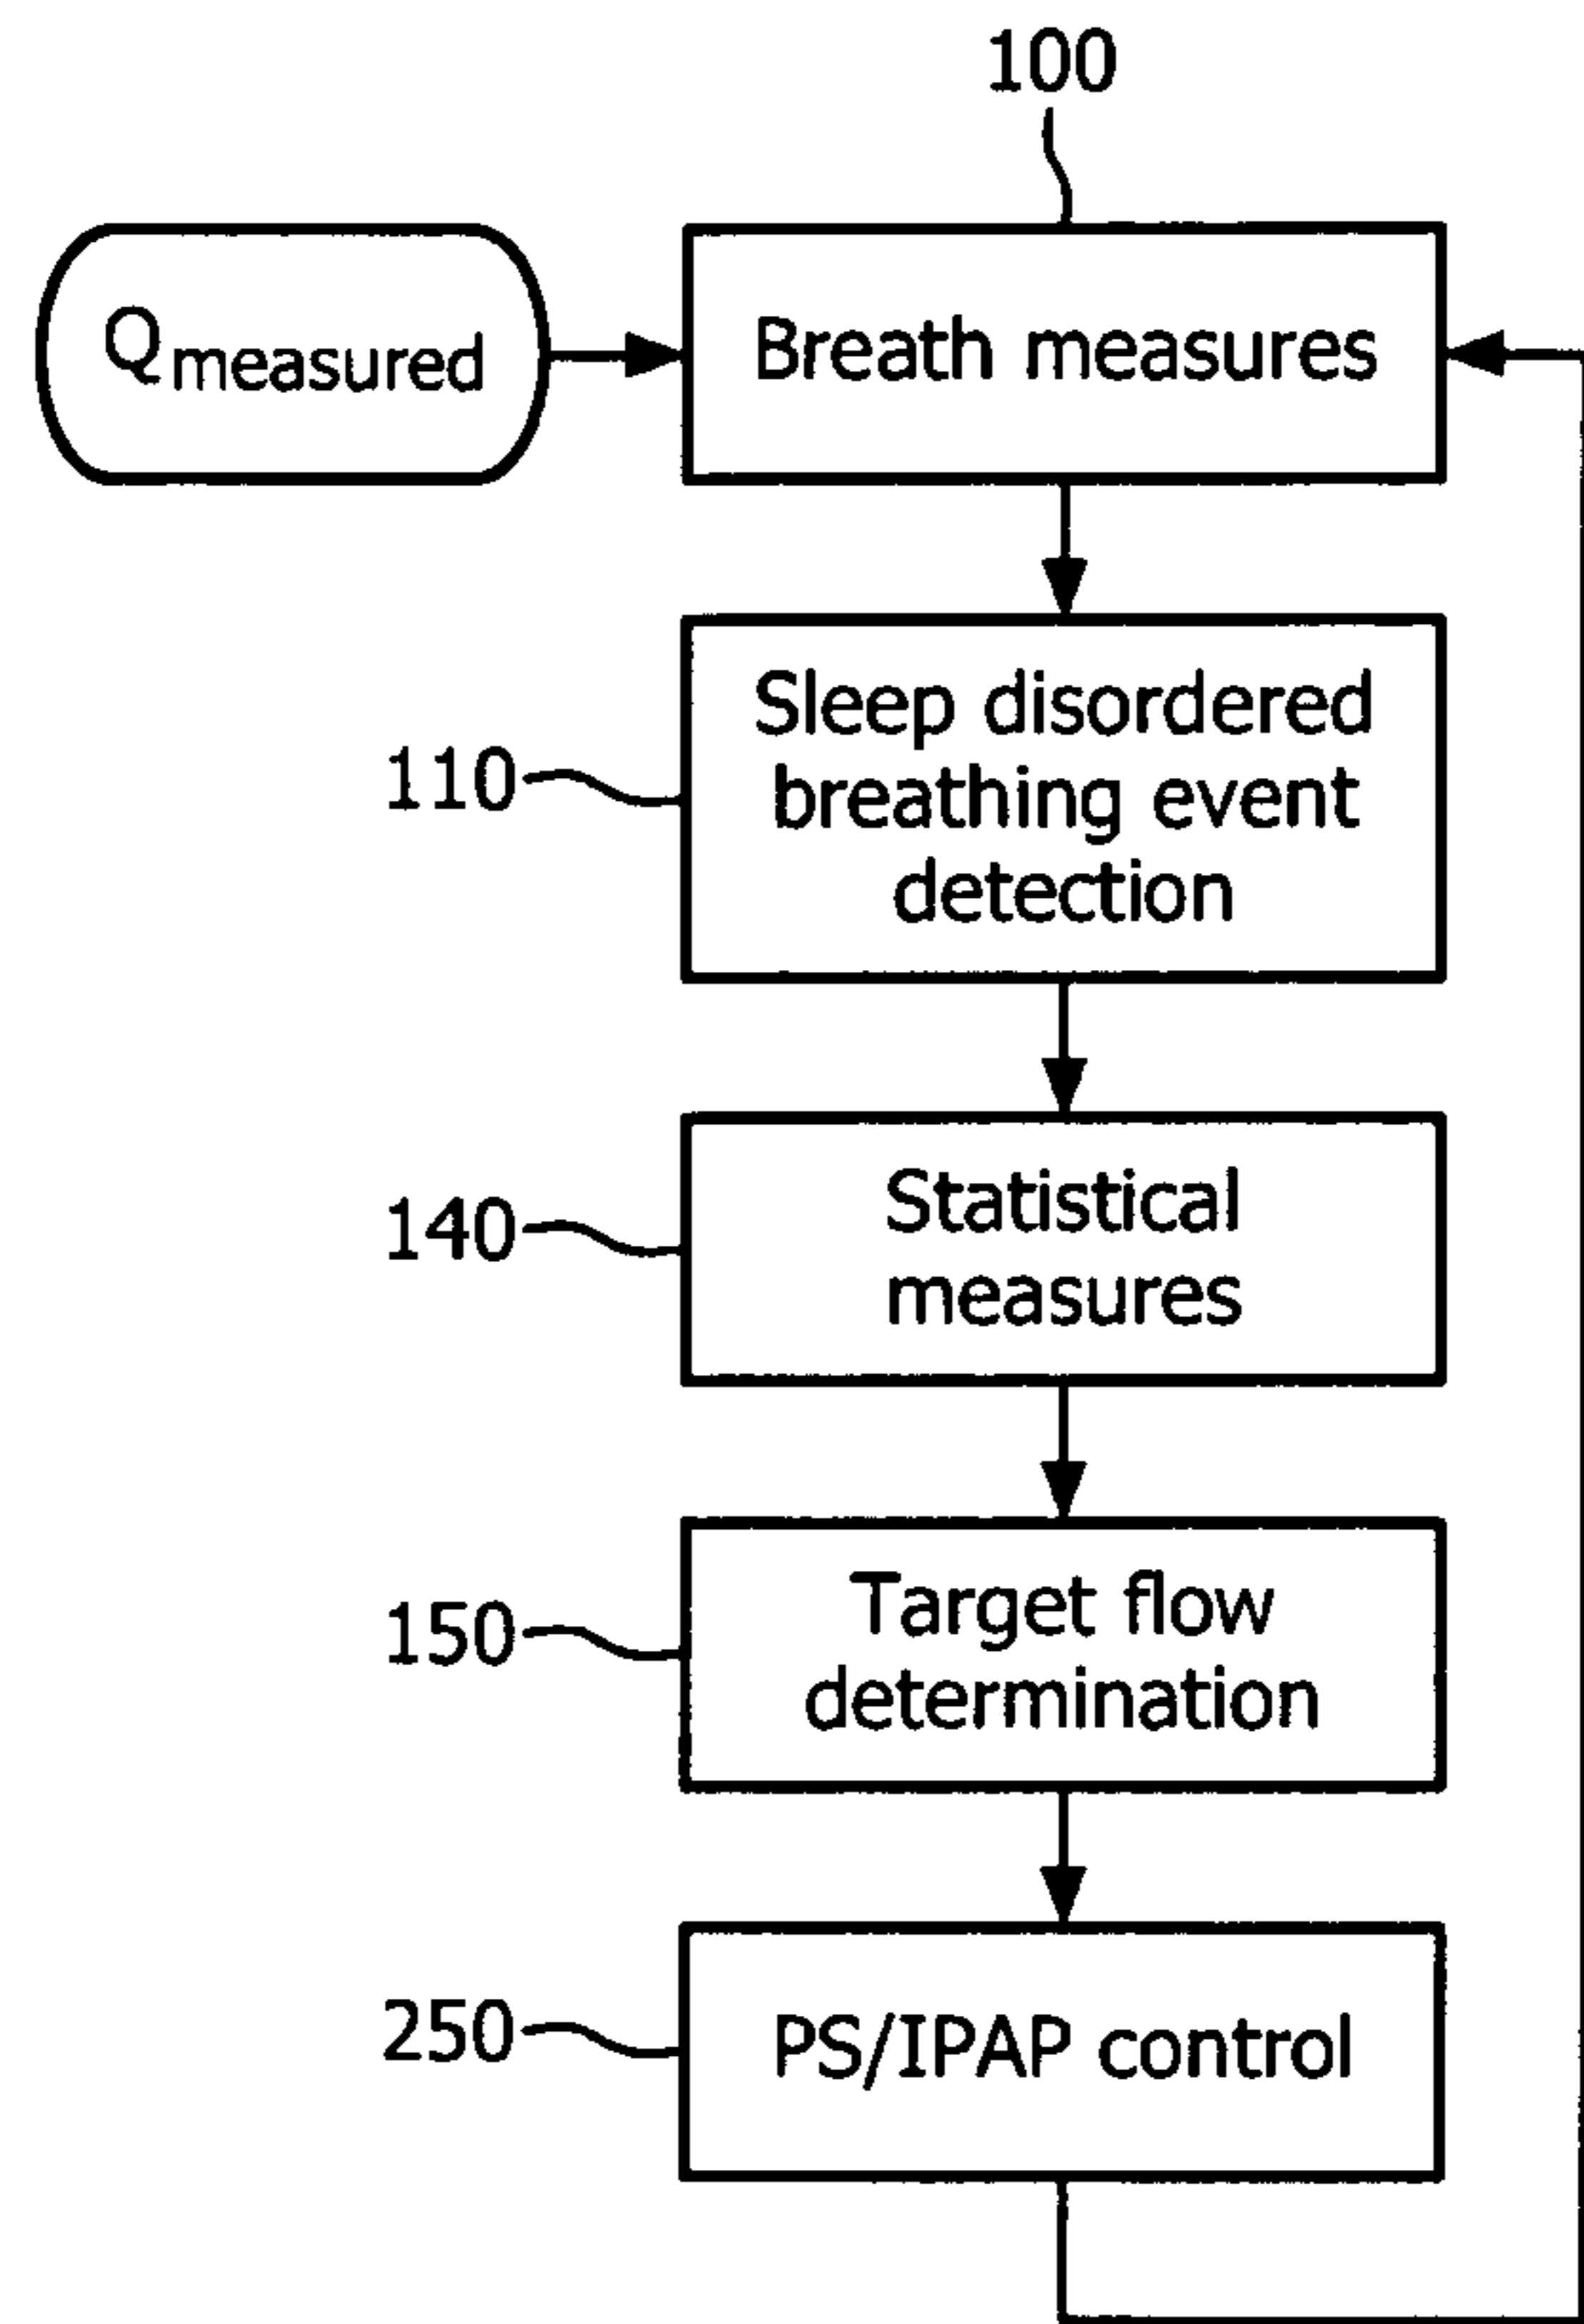 100
Qmeasured
Breath measures
Sleep disordered
breathing event
detection
110
Statistical
measures
140
Target flow
determination
150
PS/IPAP control
250